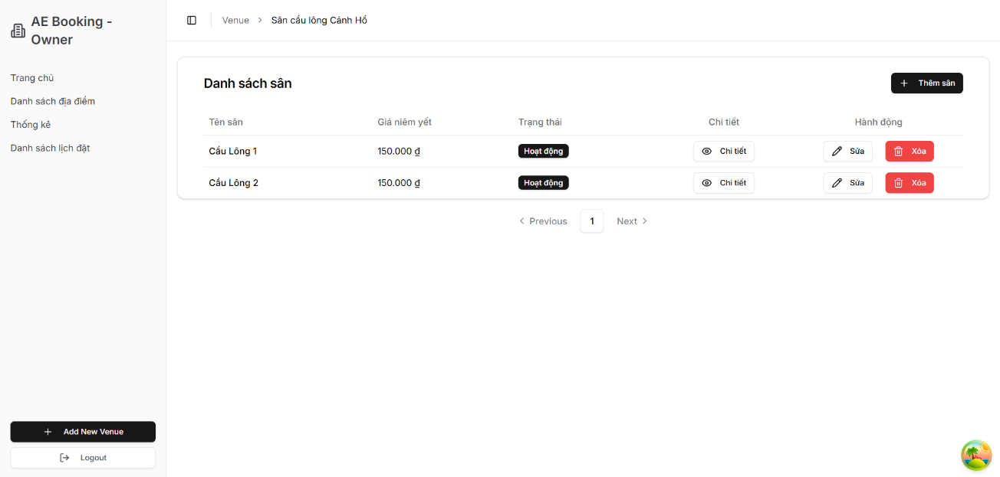 AE Booking -
Owner
Trang chủ
Danh sách địa điểm
Thống kê
Danh sách lịch đặt
Add New Venue
Logout
Venue > Sân cầu lông Cảnh Hồ
Danh sách sân
+ Thêm sân
Tên sân Giá niêm yết Trạng thái Chi tiết Hành động
Cầu Lông 1 150.000 ₫ Hoạt động Chi tiết Sửa Xóa
Cầu Lông 2 150.000 ₫ Hoạt động Chi tiết Sửa Xóa
< Previous 1 Next >